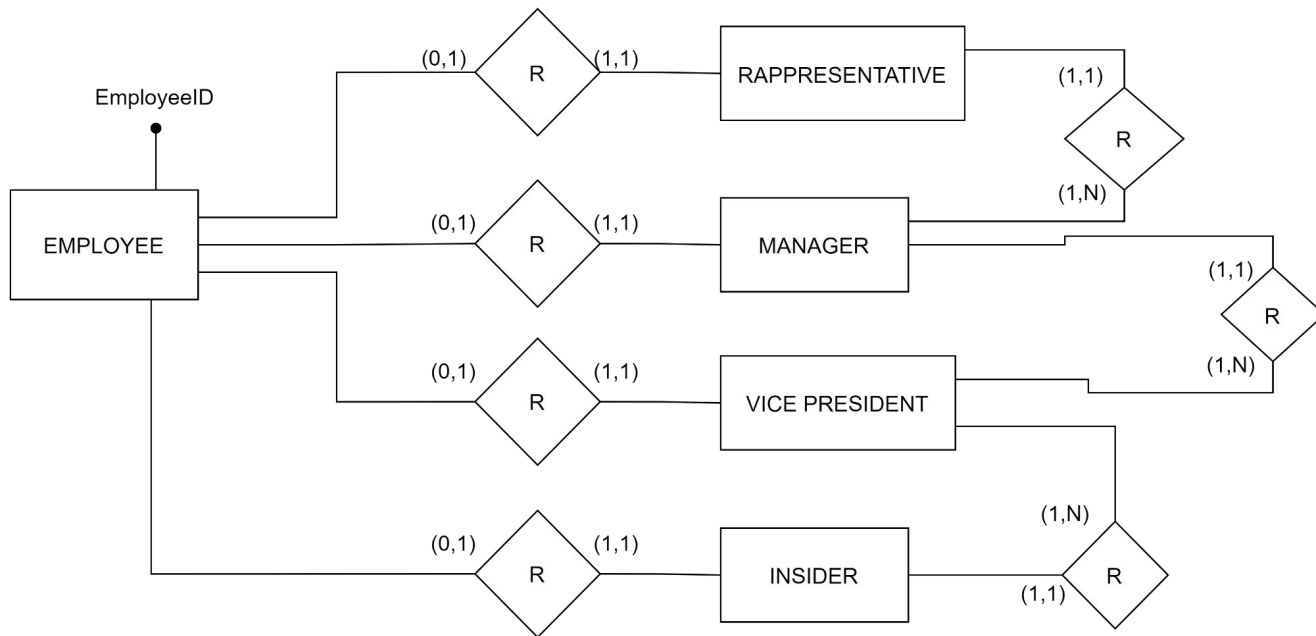 (0,1)
R
(1,1)
RAPPRESENTATIVE
(1,1)
EmployeeID
R
(1,N)
EMPLOYEE
(0,1)
R
(1,1)
MANAGER
(1,1)
R
(1,N)
(0,1)
R
(1,1)
VICE PRESIDENT
(1,N)
(0,1)
R
(1,1)
INSIDER
R
(1,1)